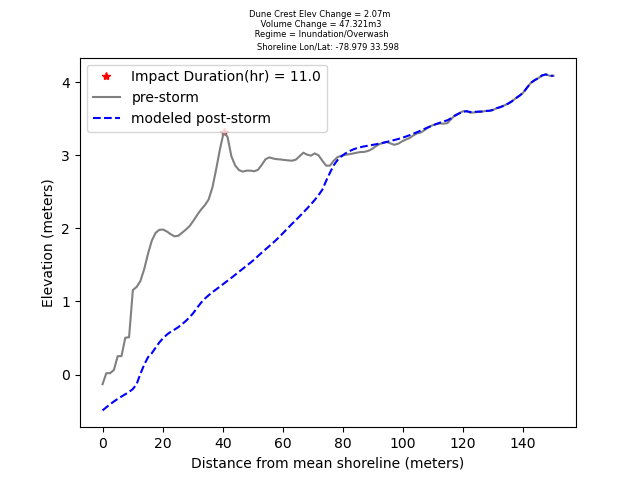 Dune Crest Elev Change = 2.07m
Volume Change = 47.321m3
Regime = Inundation/Overwash
Shoreline Lon/Lat: -78.979 33.598
Impact Duration(hr) = 11.0
pre-storm
modeled post-storm
4
3
2
1
0
Elevation (meters)
0 20 40 60 80 100 120 140
Distance from mean shoreline (meters)